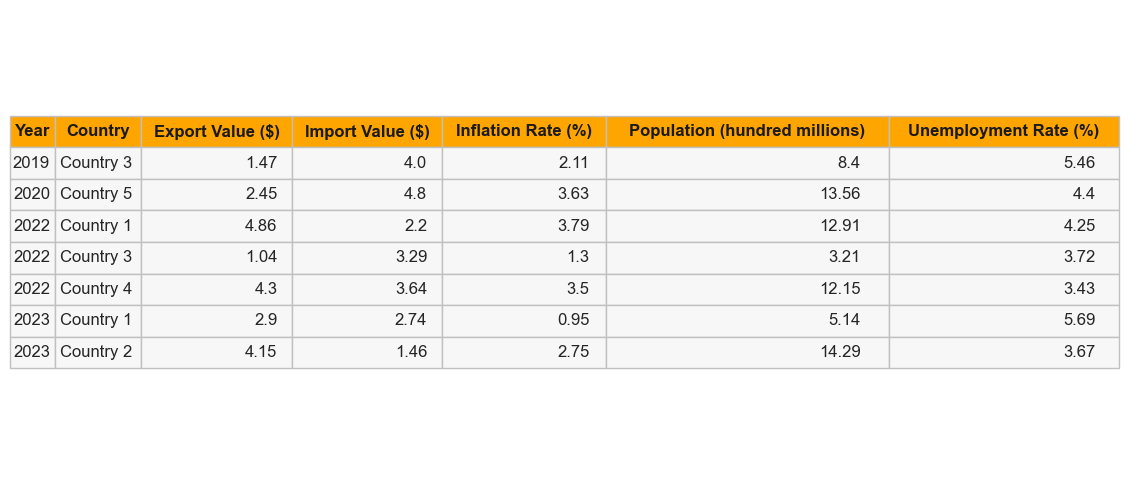 Year Country Export Value ($) Import Value ($) Inflation Rate (%) Population (hundred millions) Unemployment Rate (%)
2019 Country 3 1.47 4.0 2.11 8.4 5.46
2020 Country 5 2.45 4.8 3.63 13.56 4.4
2022 Country 1 4.86 2.2 3.79 12.91 4.25
2022 Country 3 1.04 3.29 1.3 3.21 3.72
2022 Country 4 4.3 3.64 3.5 12.15 3.43
2023 Country 1 2.9 2.74 0.95 5.14 5.69
2023 Country 2 4.15 1.46 2.75 14.29 3.67